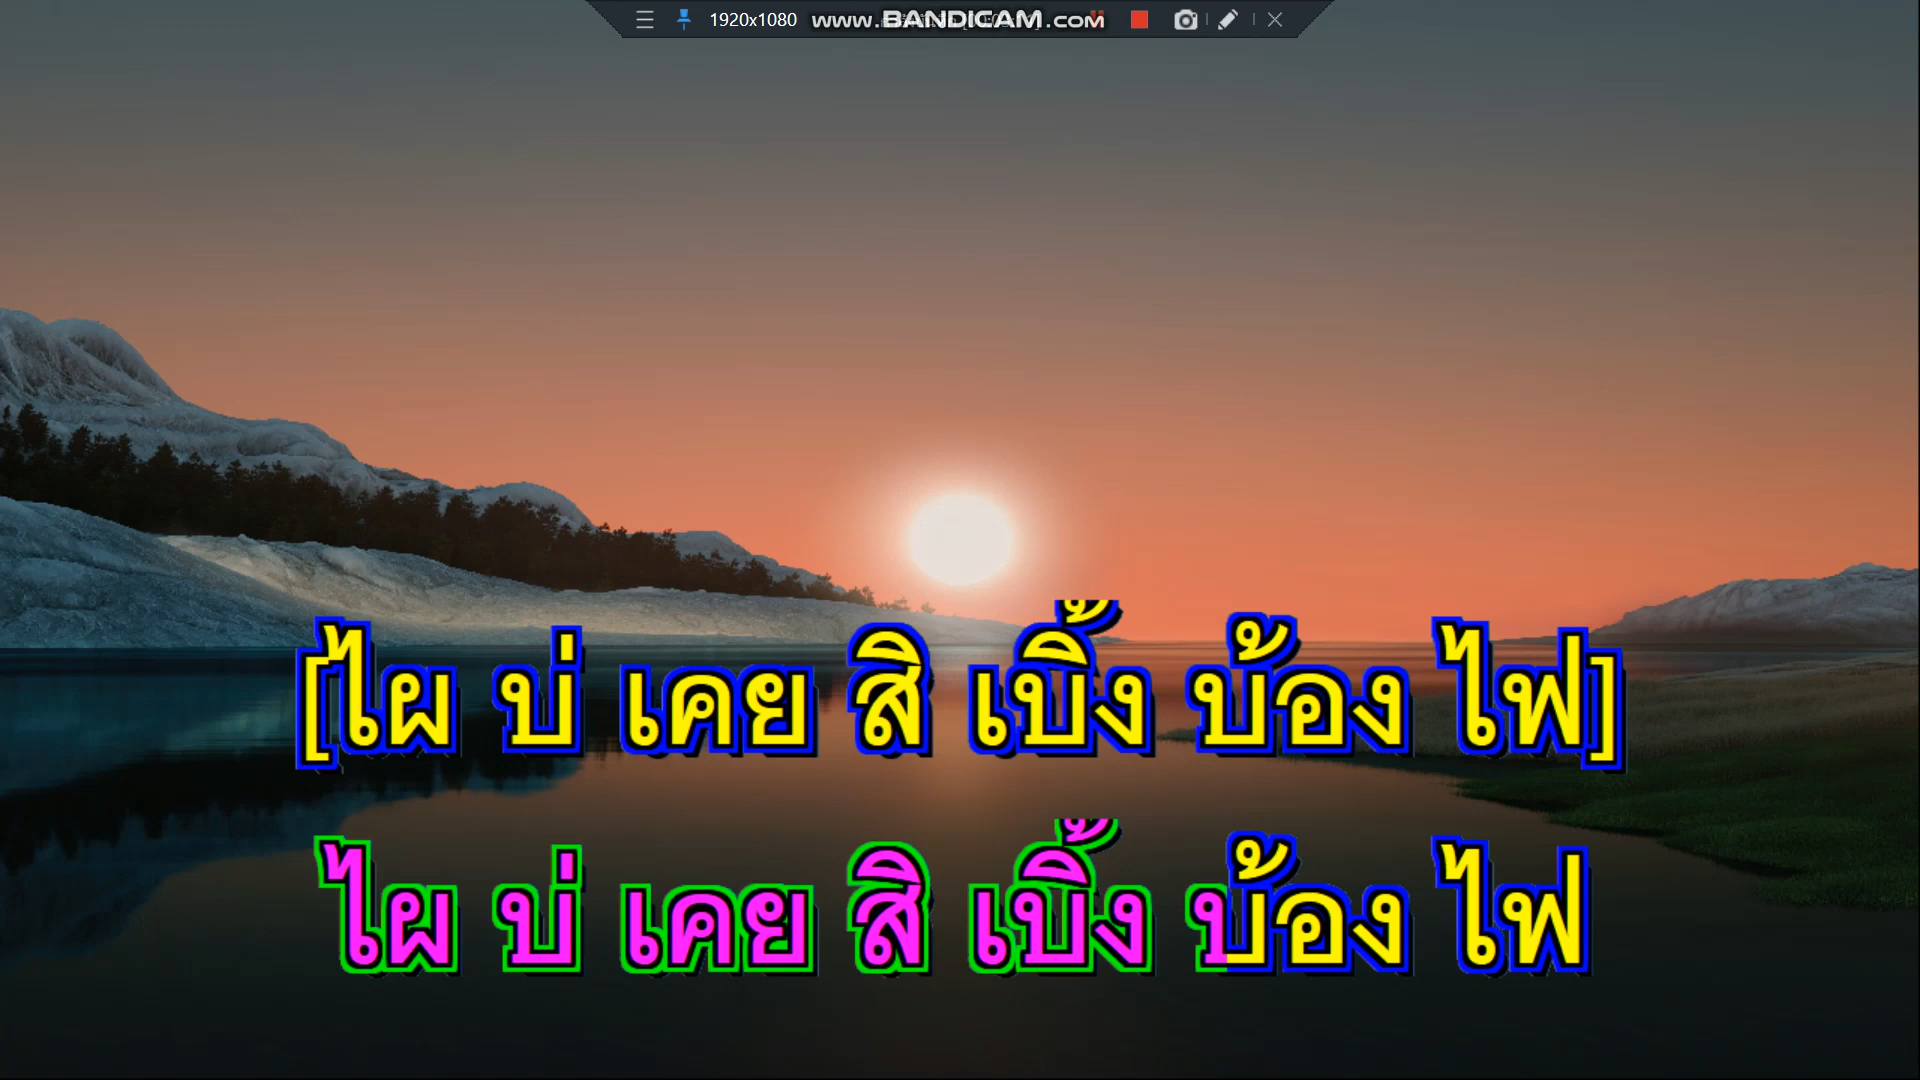 1920x1080 www.BANDICAM.com
[ไผ บ่ เคย สิ เบิ้ง บ้อง ไฟ]
ไผ บ่ เคย สิ เบิ้ง บ้อง ไฟ